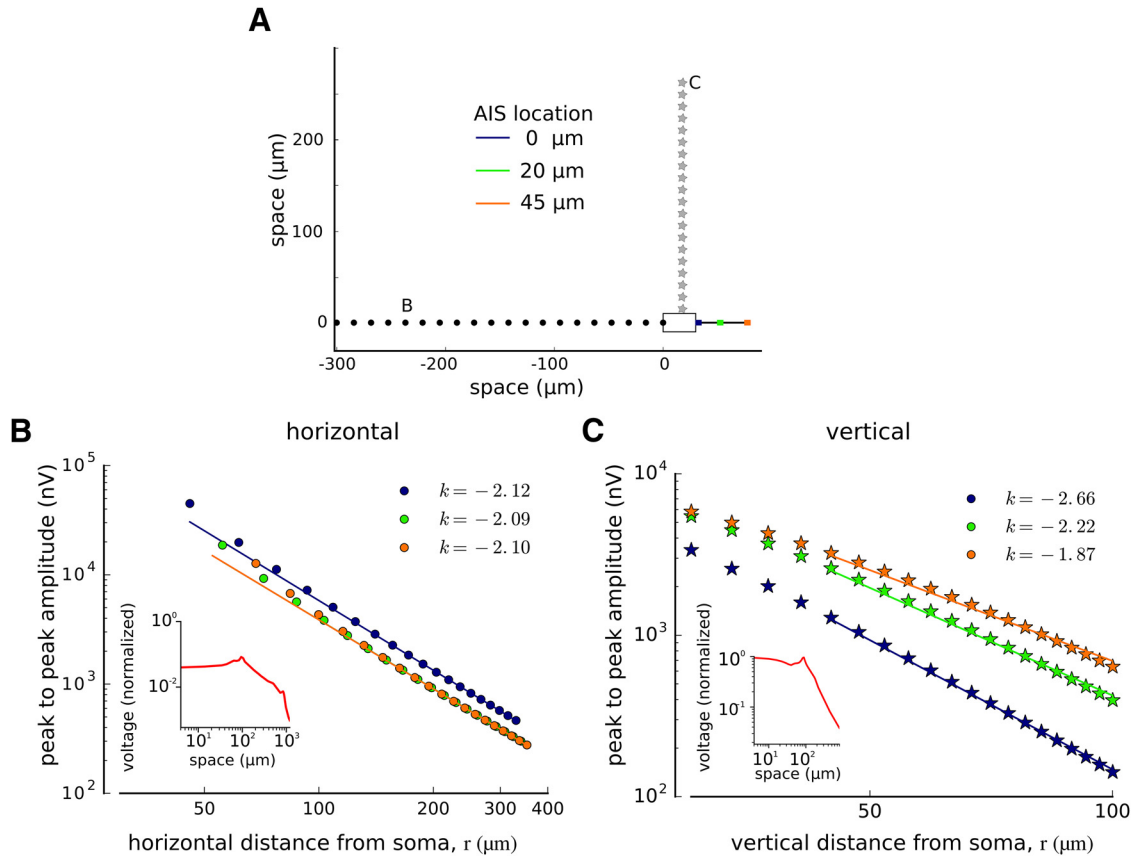 A
space (μm)
200
100
0
AIS location
0 μm
20 μm
45 μm
C
B
-300
-200
-100
0
space (μm)
B
horizontal
peak to peak amplitude (nV)
10^5
10^4
10^3
10^2
k = −2.12
k = −2.09
k = −2.10
voltage (normalized)
10^0
10^-2
10^1
10^2
10^3
space (μm)
50
100
200
300
400
horizontal distance from soma, r (μm)
C
vertical
peak to peak amplitude (nV)
10^4
10^3
10^2
k = −2.66
k = −2.22
k = −1.87
voltage (normalized)
10^0
10^1
10^1
10^2
space (μm)
50
100
vertical distance from soma, r (μm)